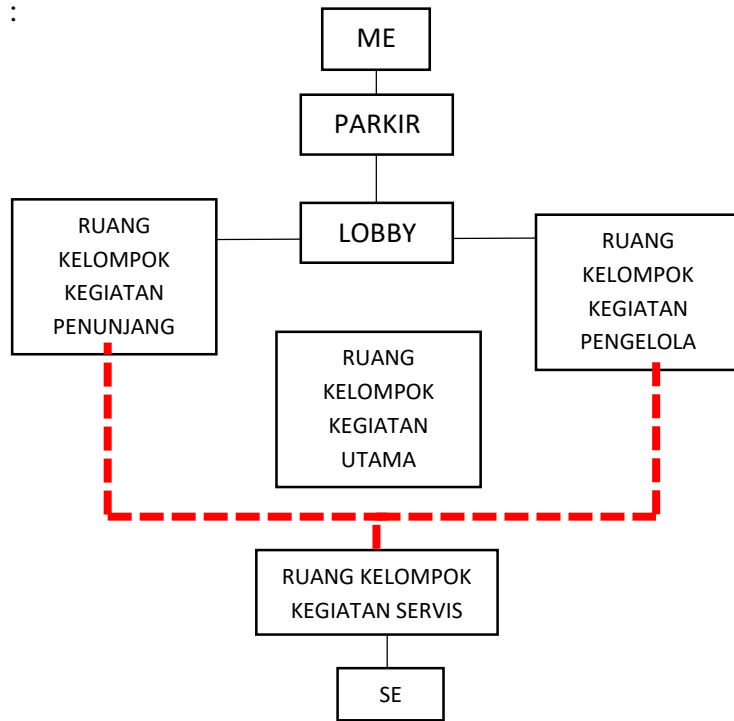 :
ME
PARKIR
LOBBY
RUANG
KELOMPOK
KEGIATAN
PENUNJANG
RUANG
KELOMPOK
KEGIATAN
PENGELOLA
RUANG
KELOMPOK
KEGIATAN
UTAMA
RUANG KELOMPOK
KEGIATAN SERVIS
SE